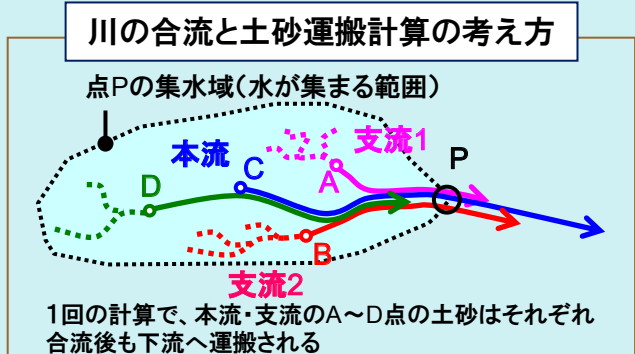 川の合流と土砂運搬計算の考え方
点Pの集水域(水が集まる範囲)
支流1
本流
P
C
A
D
B
支流2
1回の計算で、本流・支流のA～D点の土砂はそれぞれ
合流後も下流へ運搬される